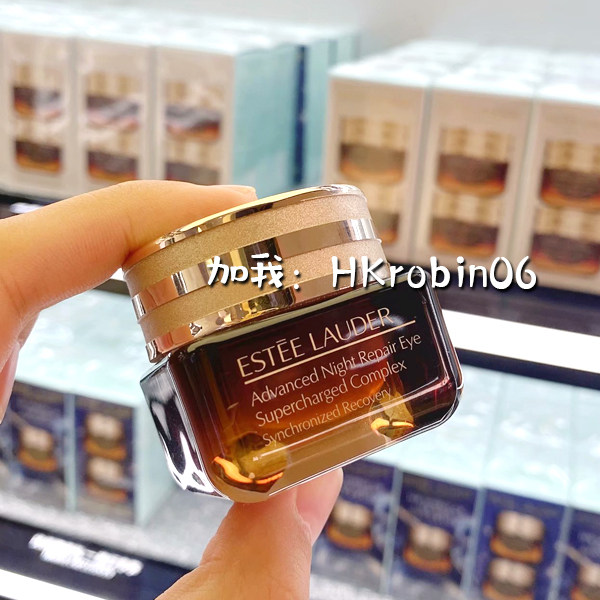 加我：HKrobin06
ESTĒE LAUDER
Advanced Night Repair Eye
Supercharged Complex
Synchronized Recovery